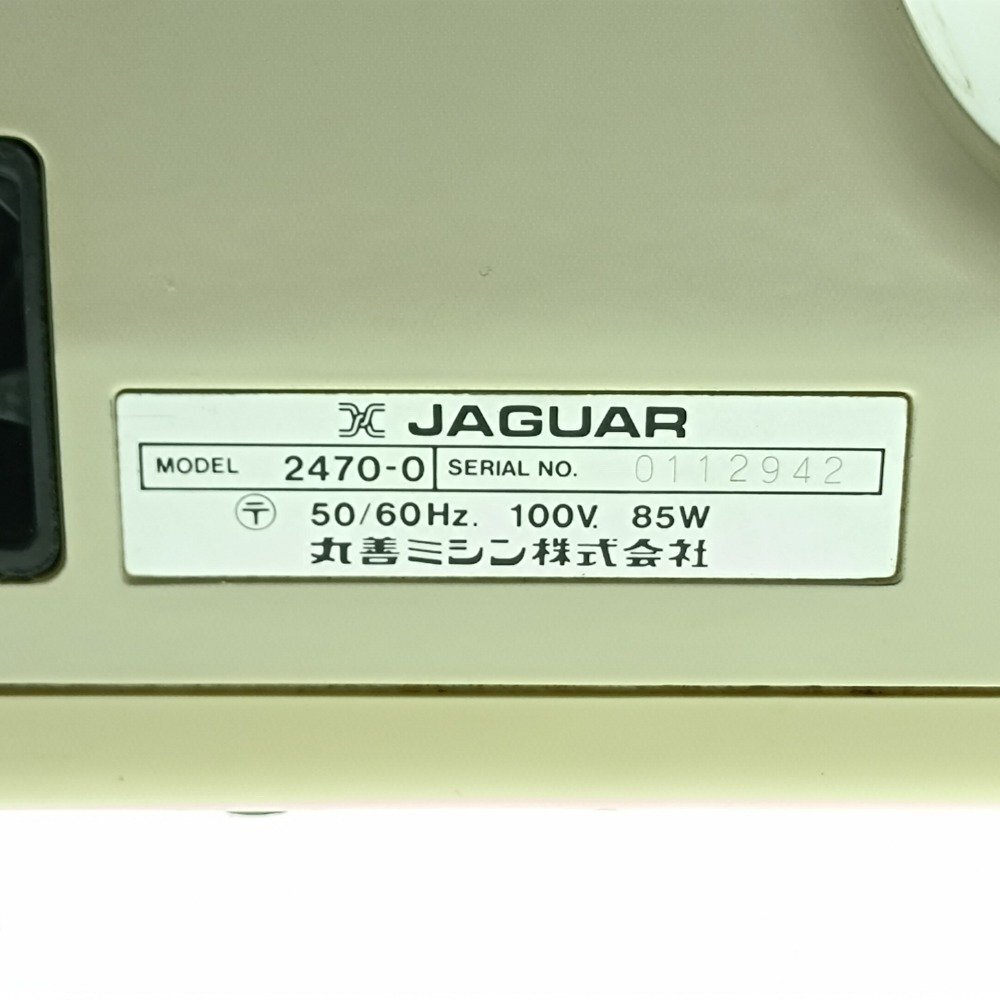 JAGUAR
MODEL 2470-0 SERIAL NO. 0112942
〒 50/60Hz. 100V. 85W
丸善ミシン株式会社